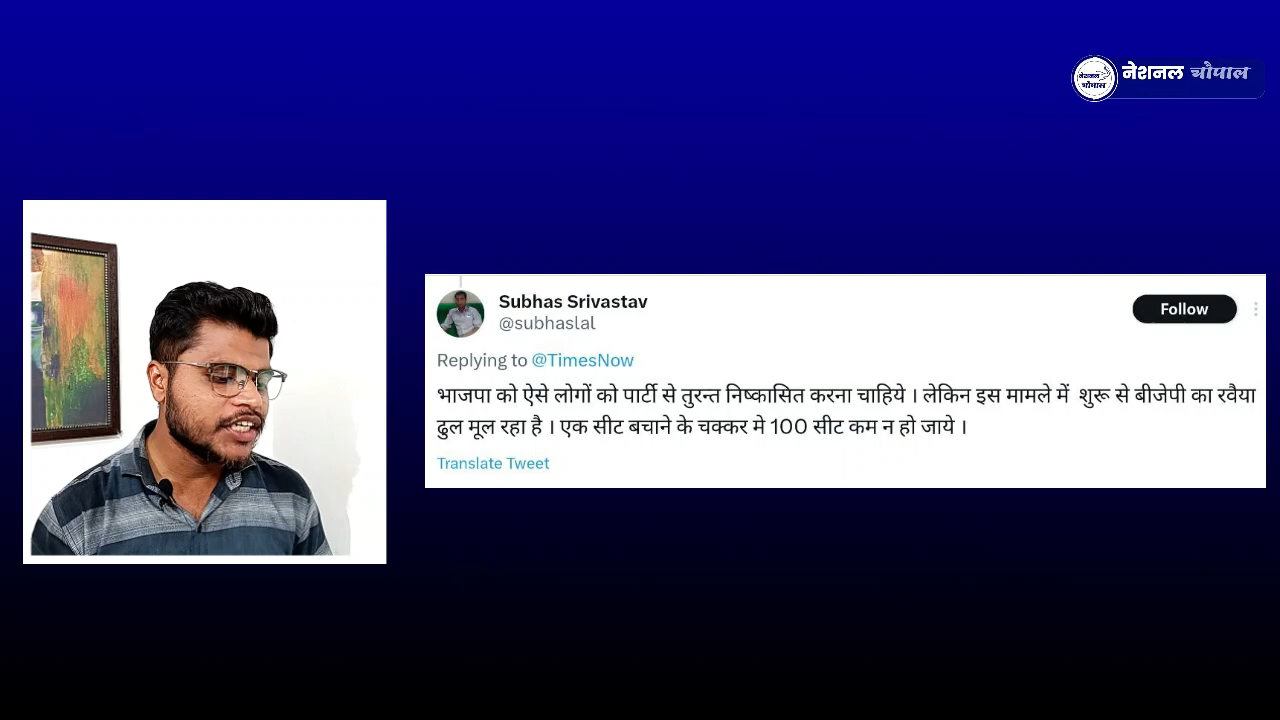 नेशनल चौपाल
नेशनल
चौपाल
Subhas Srivastav
@subhaslal
Follow
Replying to @TimesNow
भाजपा को ऐसे लोगों को पार्टी से तुरन्त निष्कासित करना चाहिये । लेकिन इस मामले में शुरू से बीजेपी का रवैया
ढुल मूल रहा है । एक सीट बचाने के चक्कर मे 100 सीट कम न हो जाये ।
Translate Tweet